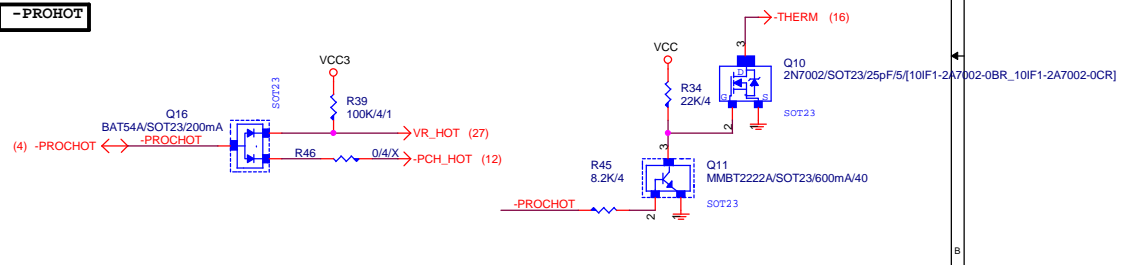 -PROHOT
-THERM (16)
VCC3
SOT23
R39
100K/4/1
Q16
BAT54A/SOT23/200mA
(4) -PROCHOT
-PROCHOT
VR_HOT (27)
R46
0/4/X
-PCH_HOT (12)
VCC
R34
22K/4
3
D
G
S
2
1
Q10
2N7002/SOT23/25pF/5/[10IF1-2A7002-0BR_10IF1-2A7002-0CR]
SOT23
3
R45
8.2K/4
Q11
MMBT2222A/SOT23/600mA/40
SOT23
-PROCHOT
2
1
B